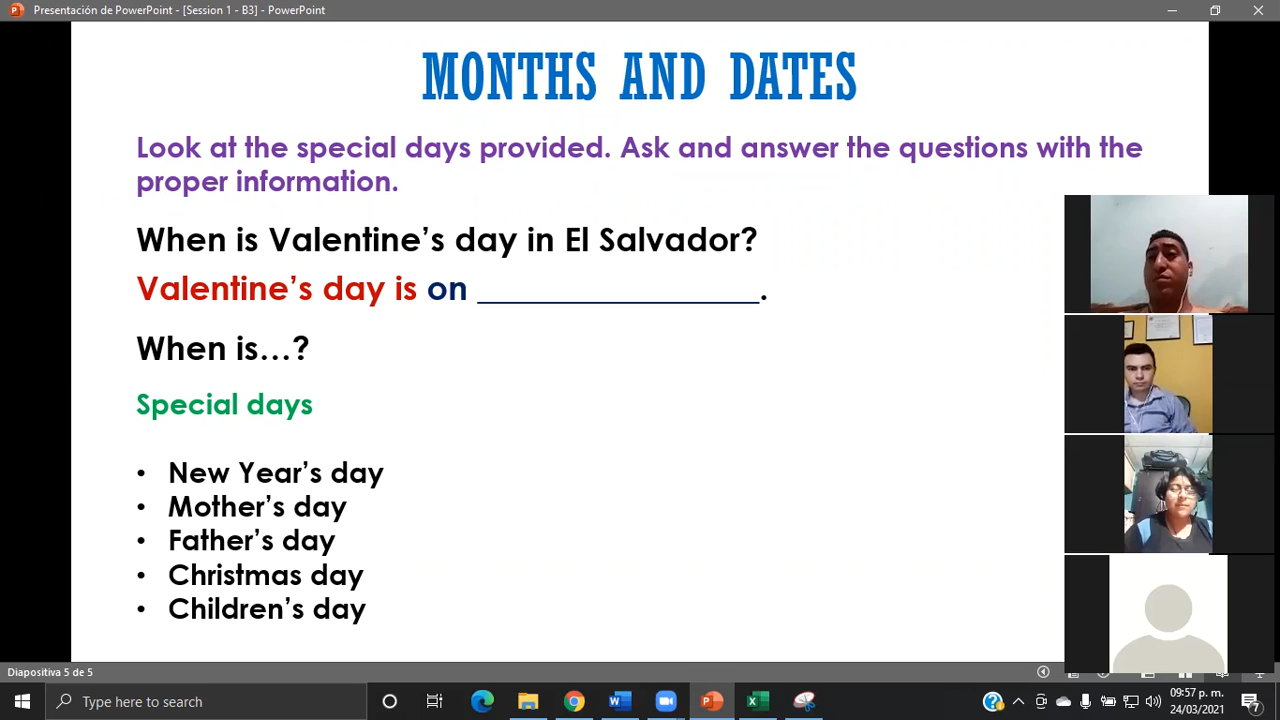 Presentación de PowerPoint - [Session 1 - B3] - PowerPoint
MONTHS AND DATES
Look at the special days provided. Ask and answer the questions with the
proper information.
When is Valentine’s day in El Salvador?
Valentine’s day is on _________________.
When is…?
Special days
• New Year’s day
• Mother’s day
• Father’s day
• Christmas day
• Children’s day
Diapositiva 5 de 5
Type here to search
09:57 p. m.
24/03/2021
7